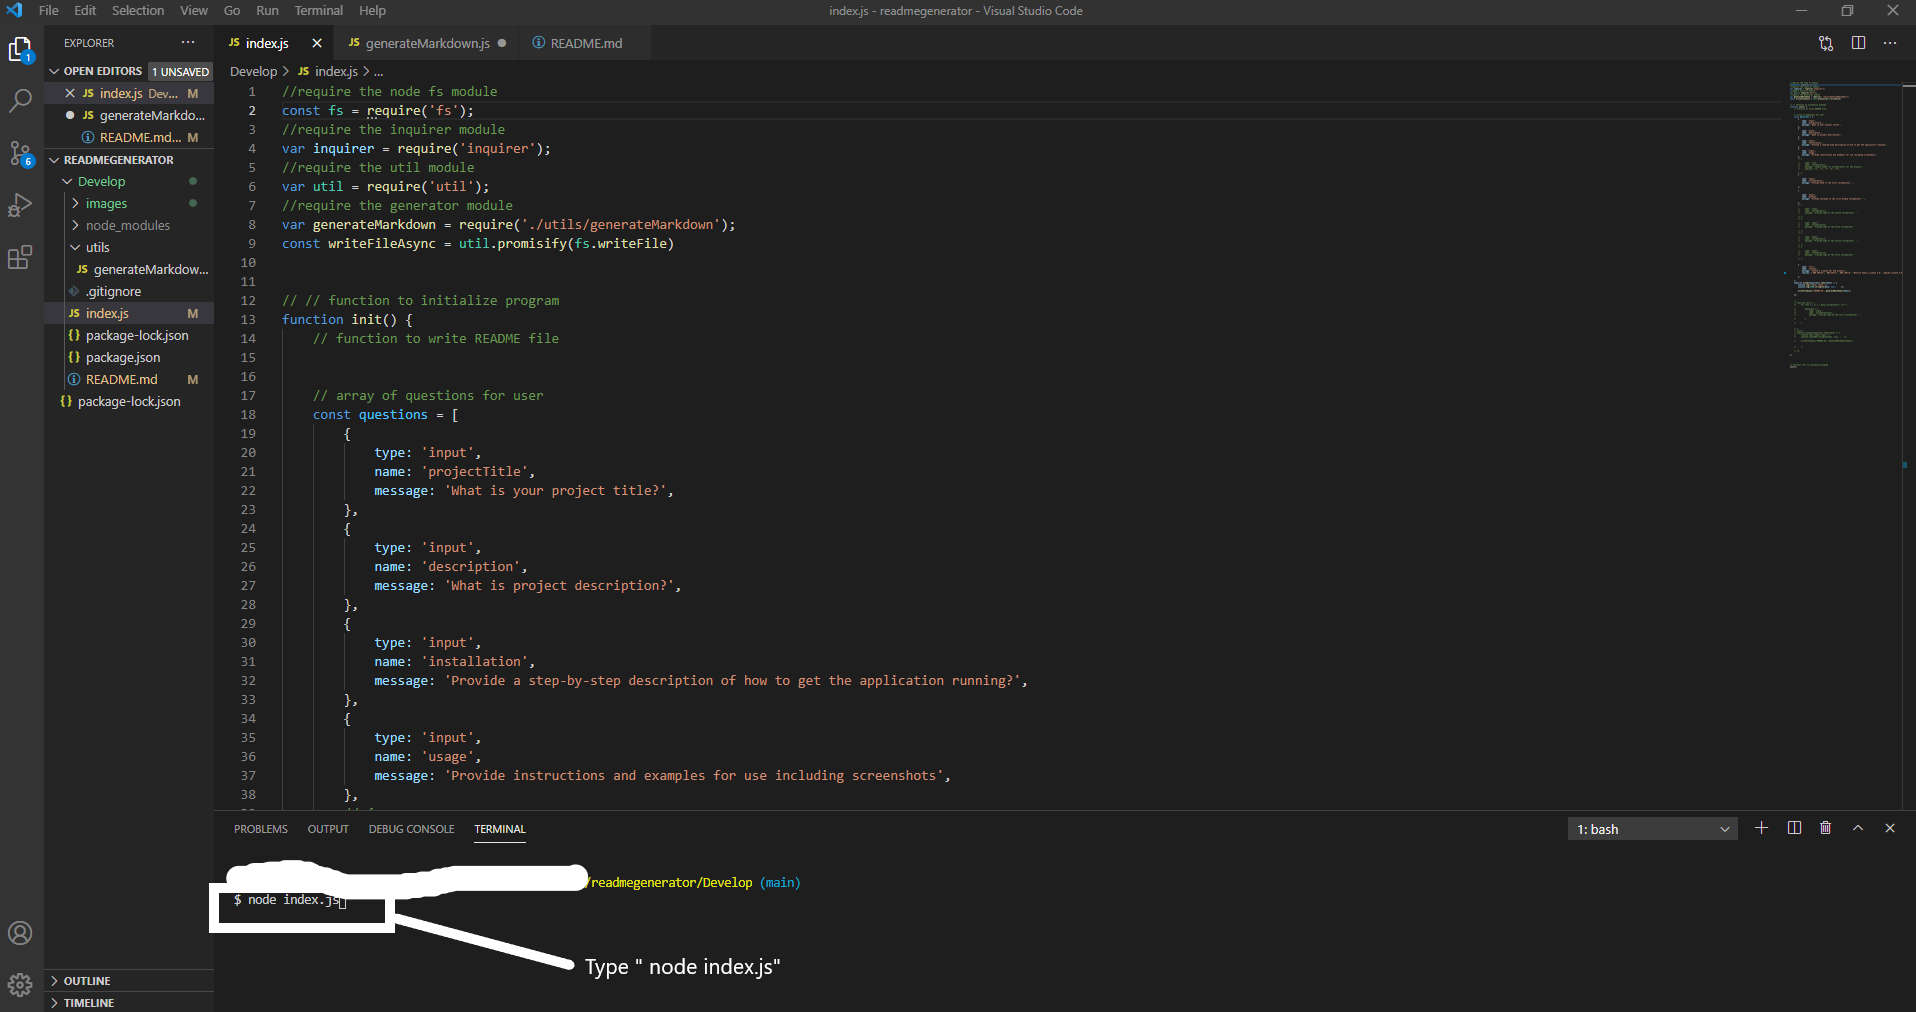 File Edit Selection View Go Run Terminal Help
index.js - readmegenerator - Visual Studio Code
EXPLORER
OPEN EDITORS 1 UNSAVED
index.js Dev... M
generateMarkdo...
README.md... M
READMEGENERATOR
Develop
images
node_modules
utils
JS generateMarkdow...
.gitignore
JS index.js M
{} package-lock.json
{} package.json
README.md M
{} package-lock.json
OUTLINE
TIMELINE
1
6
JS index.js JS generateMarkdown.js README.md
Develop > JS index.js > ...
1 //require the node fs module
2 const fs = require('fs');
3 //require the inquirer module
4 var inquirer = require('inquirer');
5 //require the util module
6 var util = require('util');
7 //require the generator module
8 var generateMarkdown = require('./utils/generateMarkdown');
9 const writeFileAsync = util.promisify(fs.writeFile)
10
11
12 // // function to initialize program
13 function init() {
14 // function to write README file
15
16
17 // array of questions for user
18 const questions = [
19 {
20 type: 'input',
21 name: 'projectTitle',
22 message: 'What is your project title?',
23 },
24 {
25 type: 'input',
26 name: 'description',
27 message: 'What is project description?',
28 },
29 {
30 type: 'input',
31 name: 'installation',
32 message: 'Provide a step-by-step description of how to get the application running?',
33 },
34 {
35 type: 'input',
36 name: 'usage',
37 message: 'Provide instructions and examples for use including screenshots',
38 },
PROBLEMS OUTPUT DEBUG CONSOLE TERMINAL
1: bash
/readmegenerator/Develop (main)
$ node index.js
Type " node index.js"